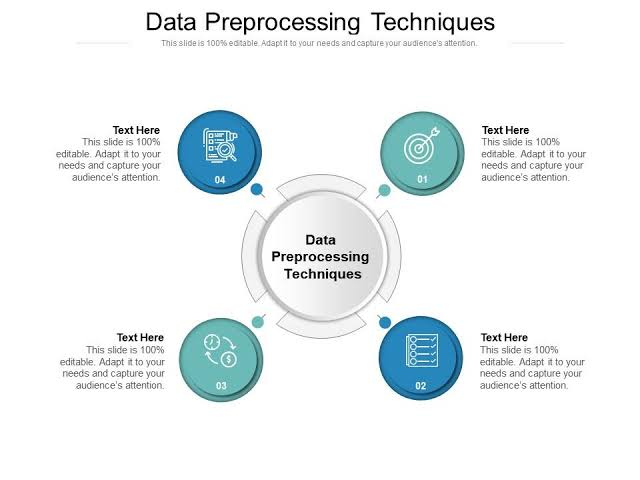 Data Preprocessing Techniques
This slide is 100% editable. Adapt it to your needs and capture your audience's attention.
Text Here
This slide is 100%
editable. Adapt it to your
needs and capture your
audience's attention.
04
01
Text Here
This slide is 100%
editable. Adapt it to your
needs and capture your
audience's attention.
Data
Preprocessing
Techniques
Text Here
This slide is 100%
editable. Adapt it to your
needs and capture your
audience's attention.
$
03
02
Text Here
This slide is 100%
editable. Adapt it to your
needs and capture your
audience's attention.